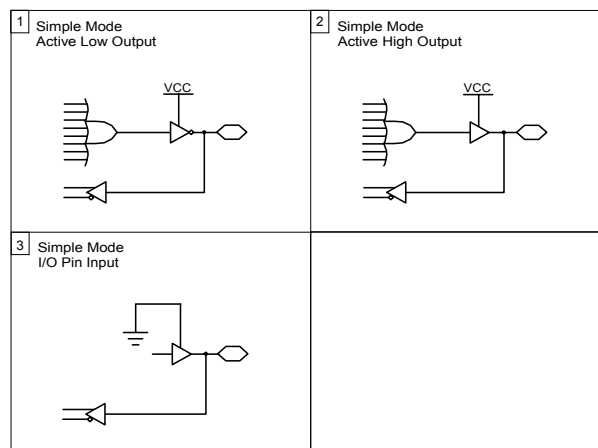 1
Simple Mode
Active Low Output
VCC
2
Simple Mode
Active High Output
VCC
3
Simple Mode
I/O Pin Input